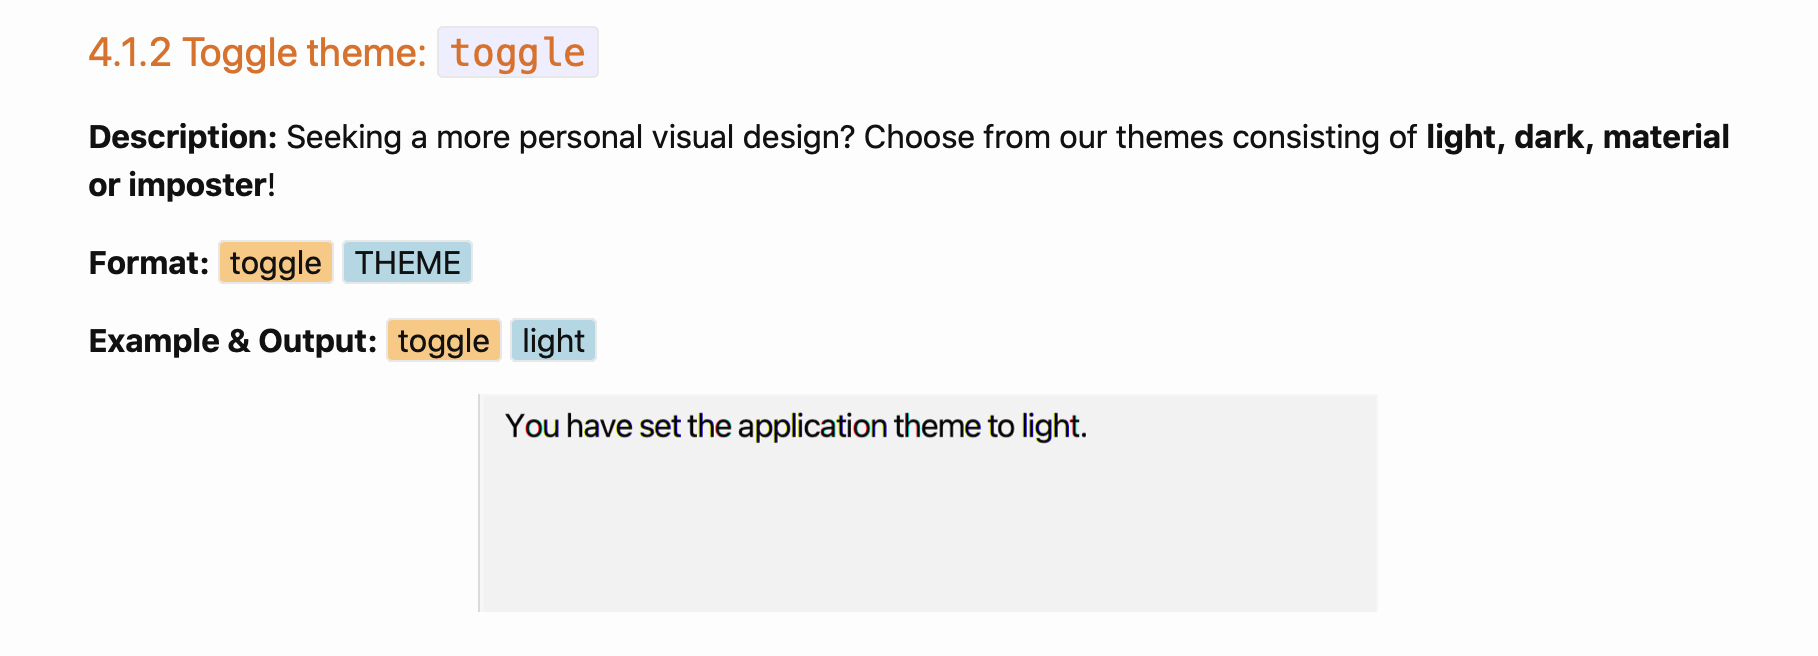 4.1.2 Toggle theme: toggle
Description: Seeking a more personal visual design? Choose from our themes consisting of light, dark, material
or imposter!
Format: toggle THEME
Example & Output: toggle light
You have set the application theme to light.